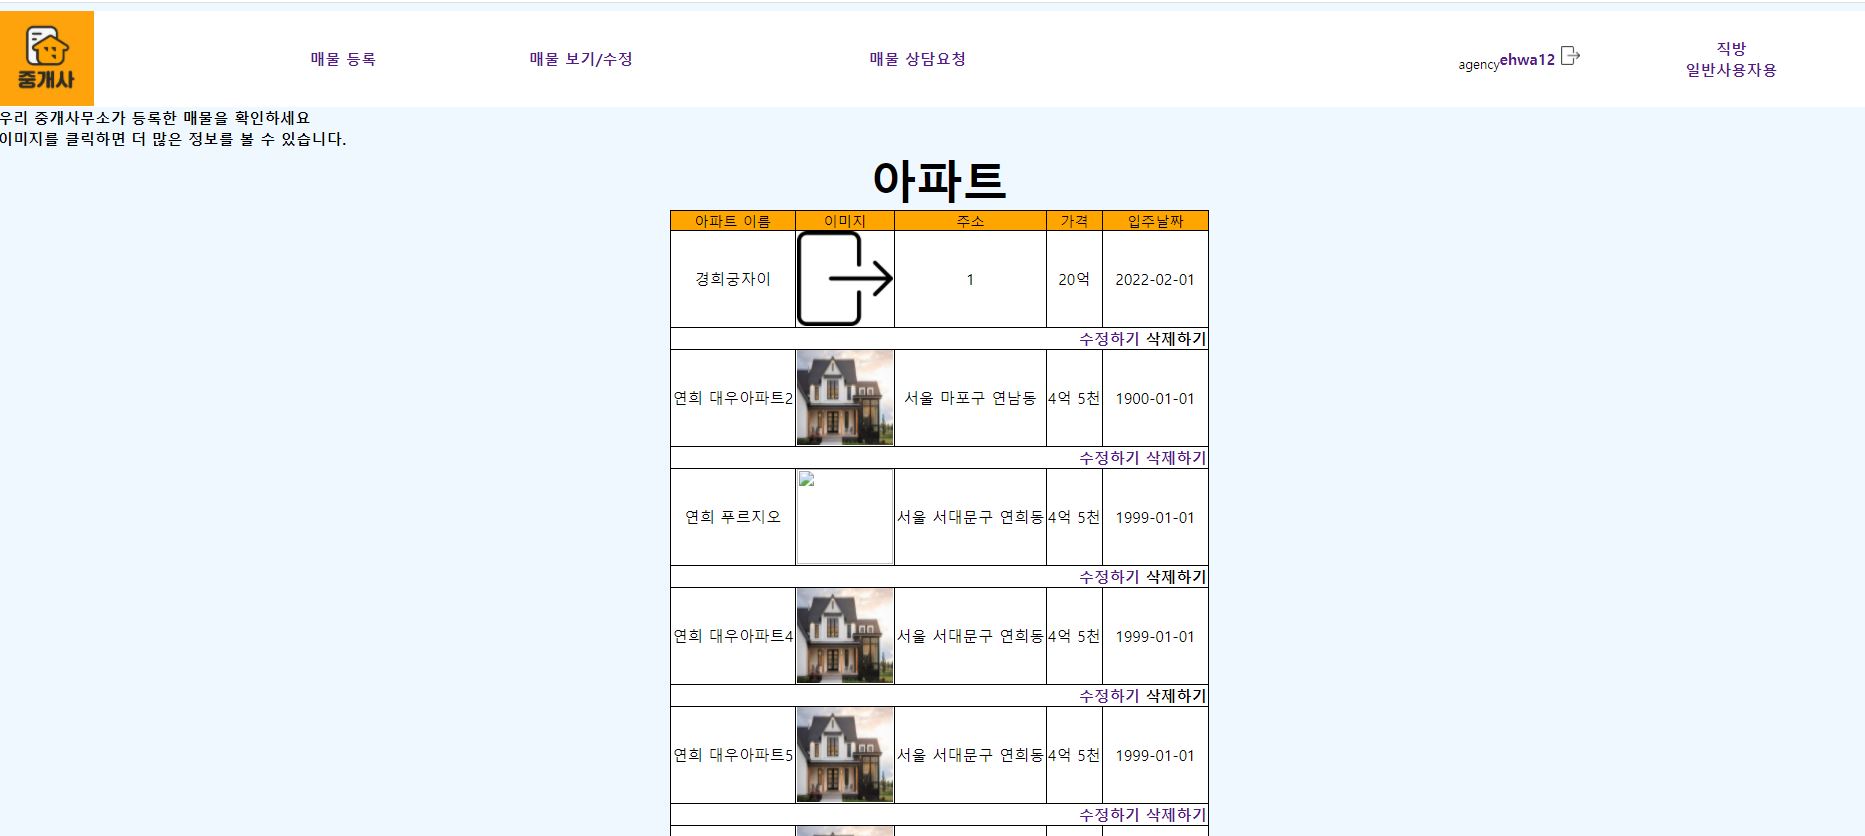 중개사
매물 등록
매물 보기/수정
매물 상담요청
agencyehwa12
직방
일반사용자용
우리 중개사무소가 등록한 매물을 확인하세요
이미지를 클릭하면 더 많은 정보를 볼 수 있습니다.
아파트
아파트 이름 이미지 주소 가격 입주날짜
경희궁자이 1 20억 2022-02-01
수정하기 삭제하기
연희 대우아파트2 서울 마포구 연남동 4억 5천 1900-01-01
수정하기 삭제하기
연희 푸르지오 서울 서대문구 연희동 4억 5천 1999-01-01
수정하기 삭제하기
연희 대우아파트4 서울 서대문구 연희동 4억 5천 1999-01-01
수정하기 삭제하기
연희 대우아파트5 서울 서대문구 연희동 4억 5천 1999-01-01
수정하기 삭제하기